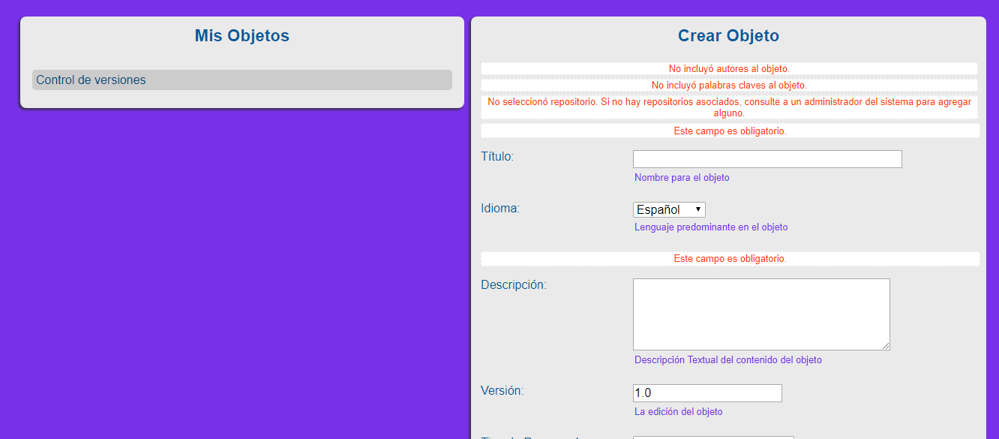 Mis Objetos
Control de versiones
Crear Objeto
No incluyó autores al objeto.
No incluyó palabras claves al objeto.
No seleccionó repositorio. Si no hay repositorios asociados, consulte a un administrador del sistema para agregar
alguno.
Este campo es obligatorio.
Título:
Nombre para el objeto
Idioma:
Español
Lenguaje predominante en el objeto
Este campo es obligatorio.
Descripción:
Descripción Textual del contenido del objeto
Versión:
1.0
La edición del objeto